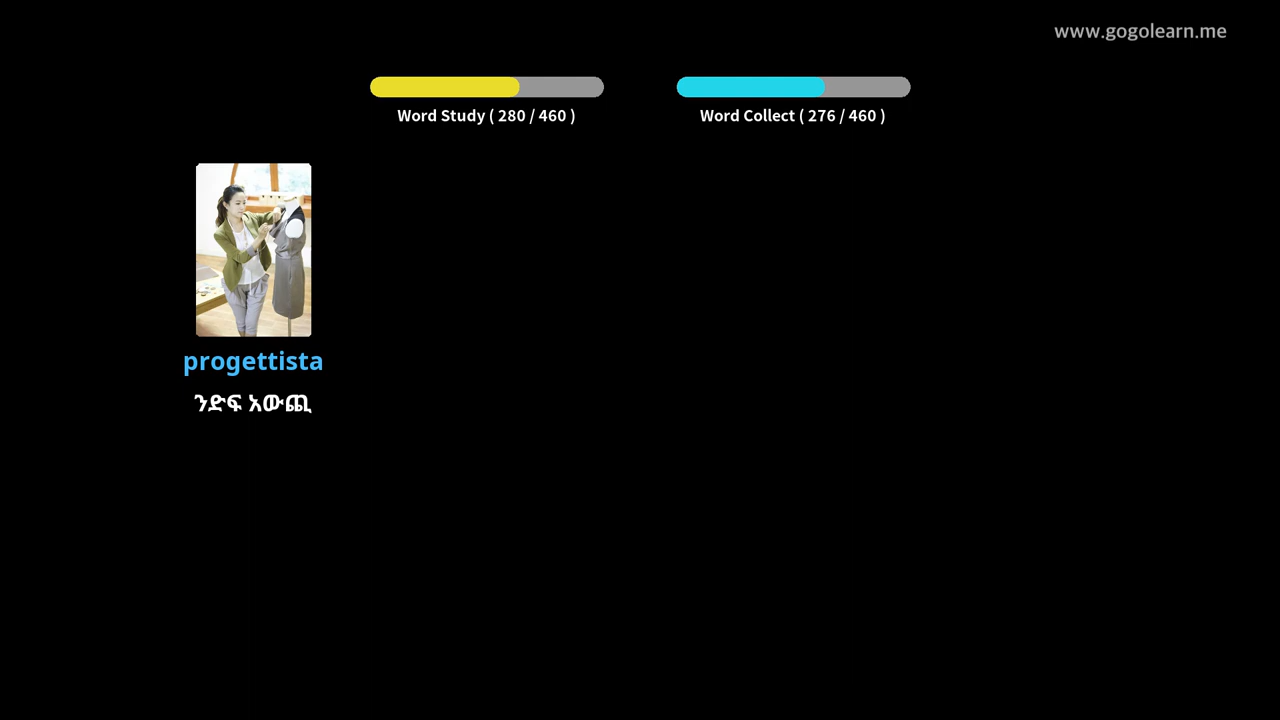 www.gogolearn.me
Word Study ( 280 / 460 )
Word Collect ( 276 / 460 )
progettista
ንድፍ አውጪ